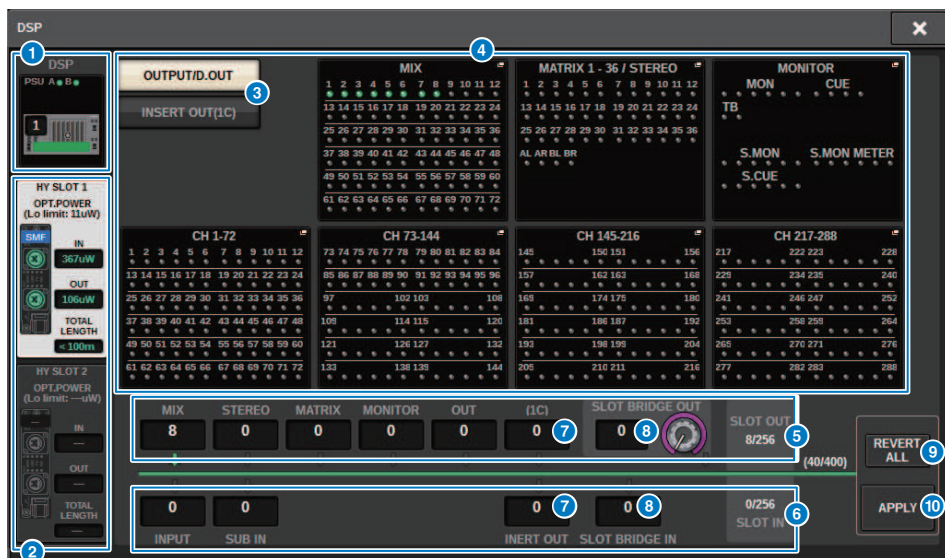 DSP
1
DSP
PSU A B
1
HY SLOT 1
OPT.POWER
(Lo limit: 11uW)
SMF
IN
367uW
OUT
106uW
TOTAL
LENGTH
<100m
HY SLOT 2
OPT.POWER
(Lo limit: ---uW)
—
IN
—
OUT
—
TOTAL
LENGTH
—
2
4
OUTPUT/D.OUT
3
INSERT OUT(1C)
MIX
1 2 3 4 5 6 7 8 9 10 11 12
13 14 15 16 17 18 19 20 21 22 23 24
25 26 27 28 29 30 31 32 33 34 35 36
37 38 39 40 41 42 43 44 45 46 47 48
49 50 51 52 53 54 55 56 57 58 59 60
61 62 63 64 65 66 67 68 69 70 71 72
MATRIX 1 - 36 / STEREO
1 2 3 4 5 6 7 8 9 10 11 12
13 14 15 16 17 18 19 20 21 22 23 24
25 26 27 28 29 30 31 32 33 34 35 36
AL AR BL BR
MONITOR
MON CUE
TB
S.MON S.MON METER
S.CUE
CH 1-72
1 2 3 4 5 6 7 8 9 10 11 12
13 14 15 16 17 18 19 20 21 22 23 24
25 26 27 28 29 30 31 32 33 34 35 36
37 38 39 40 41 42 43 44 45 46 47 48
49 50 51 52 53 54 55 56 57 58 59 60
61 62 63 64 65 66 67 68 69 70 71 72
CH 73-144
73 74 75 76 77 78 79 80 81 82 83 84
85 86 87 88 89 90 91 92 93 94 95 96
97 102 103 108
109 114 115 120
121 126 127 132
133 138 139 144
CH 145-216
145 150 151 156
157 162 163 168
169 174 175 180
181 186 187 192
193 198 199 204
205 210 211 216
CH 217-288
217 222 223 228
229 234 235 240
241 246 247 252
253 258 259 264
265 270 271 276
277 282 283 288
MIX STEREO MATRIX MONITOR OUT (1C) SLOT BRIDGE OUT
8 0 0 0 0 0 7 0 8
SLOT OUT
8/256
5
(40/400)
0 0 0 7 0 8
0/256
SLOT IN
6
INPUT SUB IN INERT OUT SLOT BRIDGE IN
REVERT
ALL
9
APPLY
10